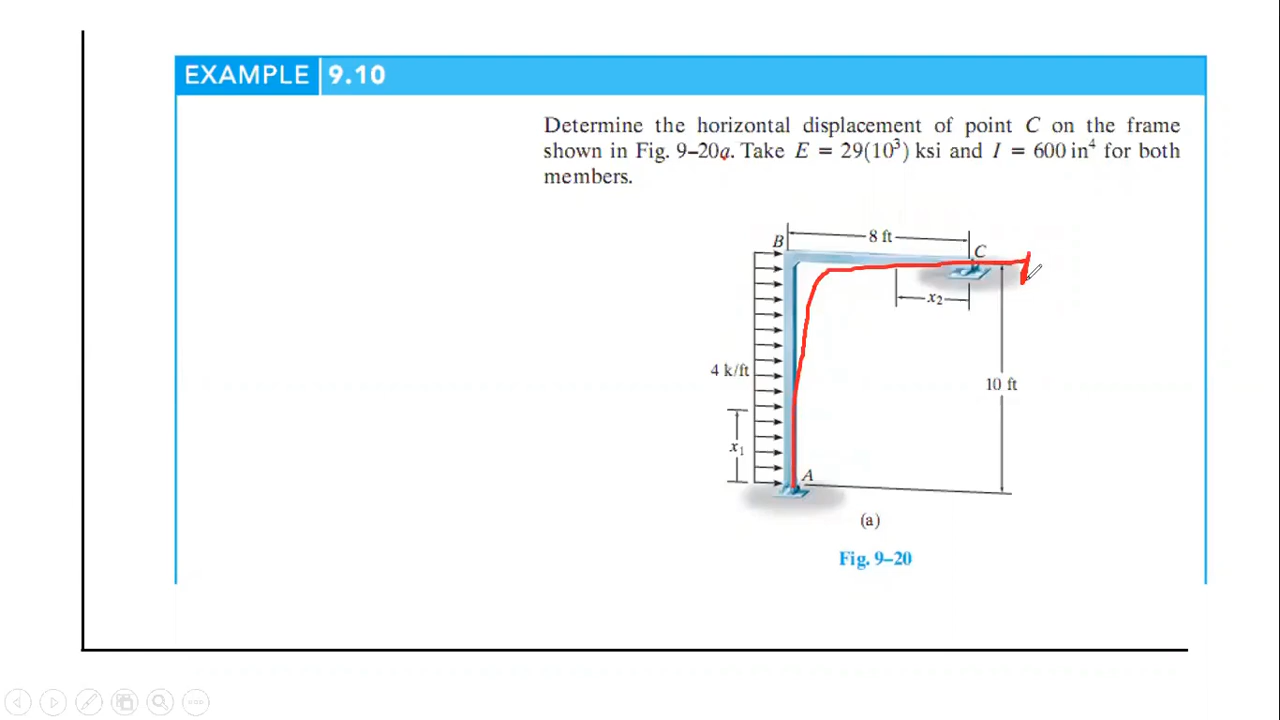 EXAMPLE 9.10
Determine the horizontal displacement of point C on the frame
shown in Fig. 9–20a. Take E = 29(10³) ksi and I = 600 in⁴ for both
members.
8 ft
B
C
x₂
4 k/ft
10 ft
x₁
A
(a)
Fig. 9–20